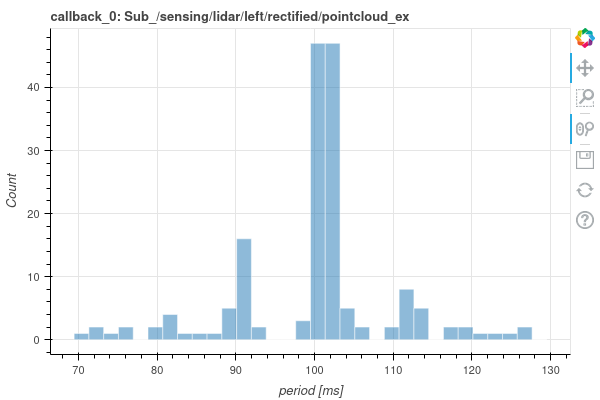 callback_0: Sub_/sensing/lidar/left/rectified/pointcloud_ex
40
30
20
10
0
Count
70 80 90 100 110 120 130
period [ms]